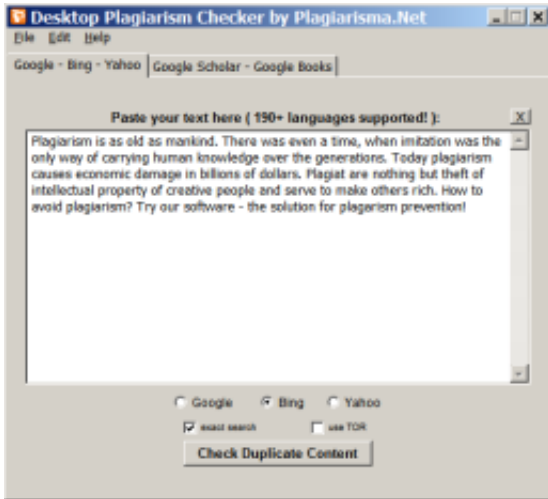 Desktop Plagiarism Checker by Plagiarisma.Net
File Edit Help
Google - Bing - Yahoo Google Scholar - Google Books
Paste your text here ( 190+ languages supported! ): X
Plagiarism is as old as mankind. There was even a time, when imitation was the
only way of carrying human knowledge over the generations. Today plagiarism
causes economic damage in billions of dollars. Plagiat are nothing but theft of
intellectual property of creative people and serve to make others rich. How to
avoid plagiarism? Try our software - the solution for plagarism prevention!
Google Bing Yahoo
exact search use TOR
Check Duplicate Content